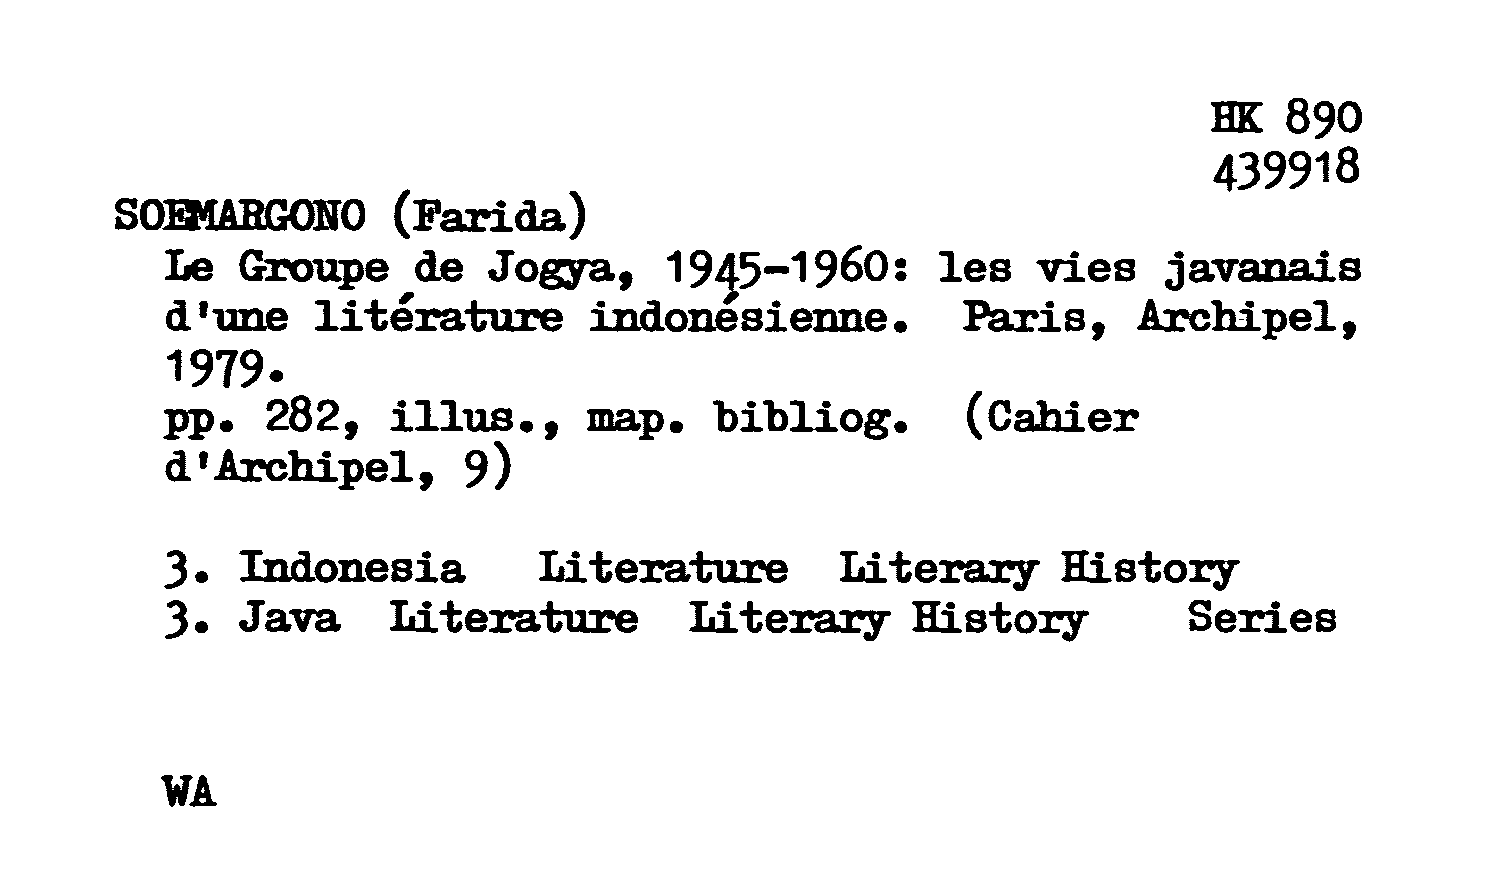 HK 890
439918
SOEMARGONO (Farida)
Le Groupe de Jogya, 1945-1960: les vies javanais
d'une litérature indonésienne. Paris, Archipel,
1979.
pp. 282, illus., map. bibliog. (Cahier
d'Archipel, 9)
3. Indonesia Literature Literary History
3. Java Literature Literary History Series
WA